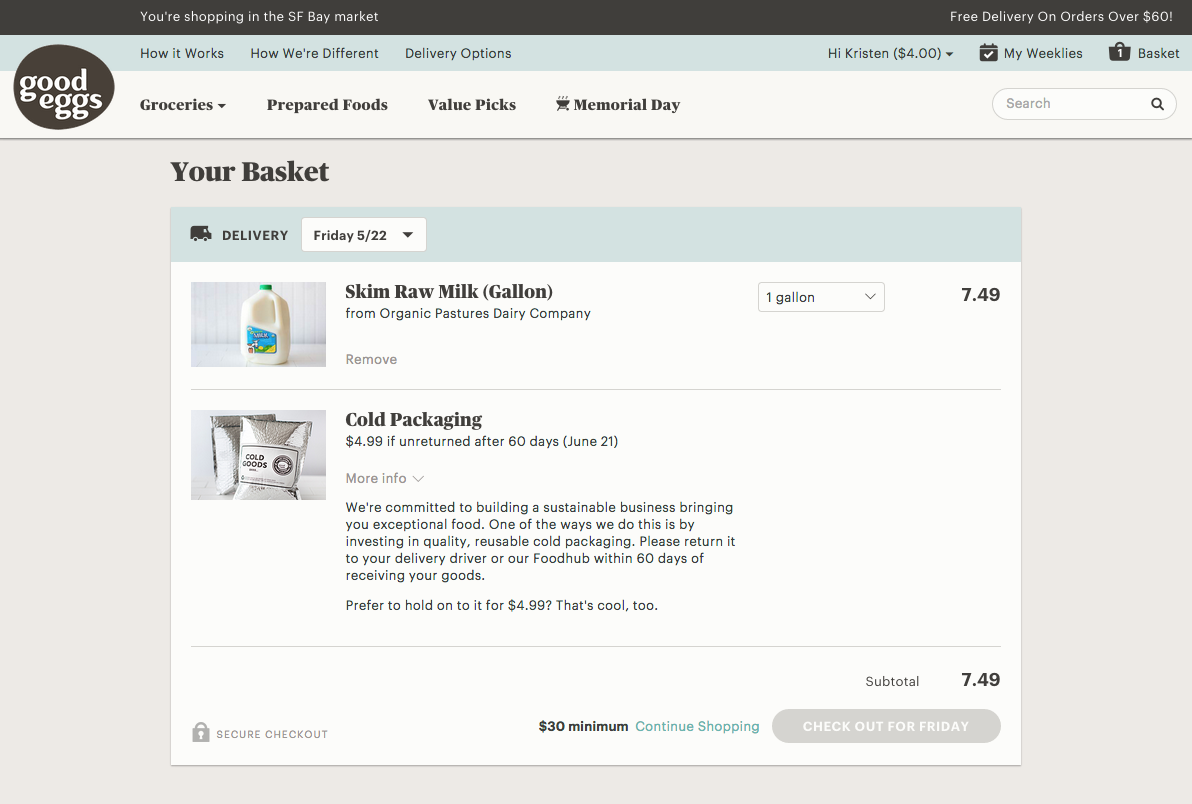 You're shopping in the SF Bay market
Free Delivery On Orders Over $60!
How it Works
How We're Different
Delivery Options
Hi Kristen ($4.00)
My Weeklies
1
Basket
good
eggs
Groceries
Prepared Foods
Value Picks
Memorial Day
Search
Your Basket
DELIVERY
Friday 5/22
MILK
Skim Raw Milk (Gallon)
1 gallon
7.49
from Organic Pastures Dairy Company
Remove
COLD
GOODS
Cold Packaging
$4.99 if unreturned after 60 days (June 21)
More info
We're committed to building a sustainable business bringing
you exceptional food. One of the ways we do this is by
investing in quality, reusable cold packaging. Please return it
to your delivery driver or our Foodhub within 60 days of
receiving your goods.
Prefer to hold on to it for $4.99? That's cool, too.
Subtotal
7.49
SECURE CHECKOUT
$30 minimum
Continue Shopping
CHECK OUT FOR FRIDAY